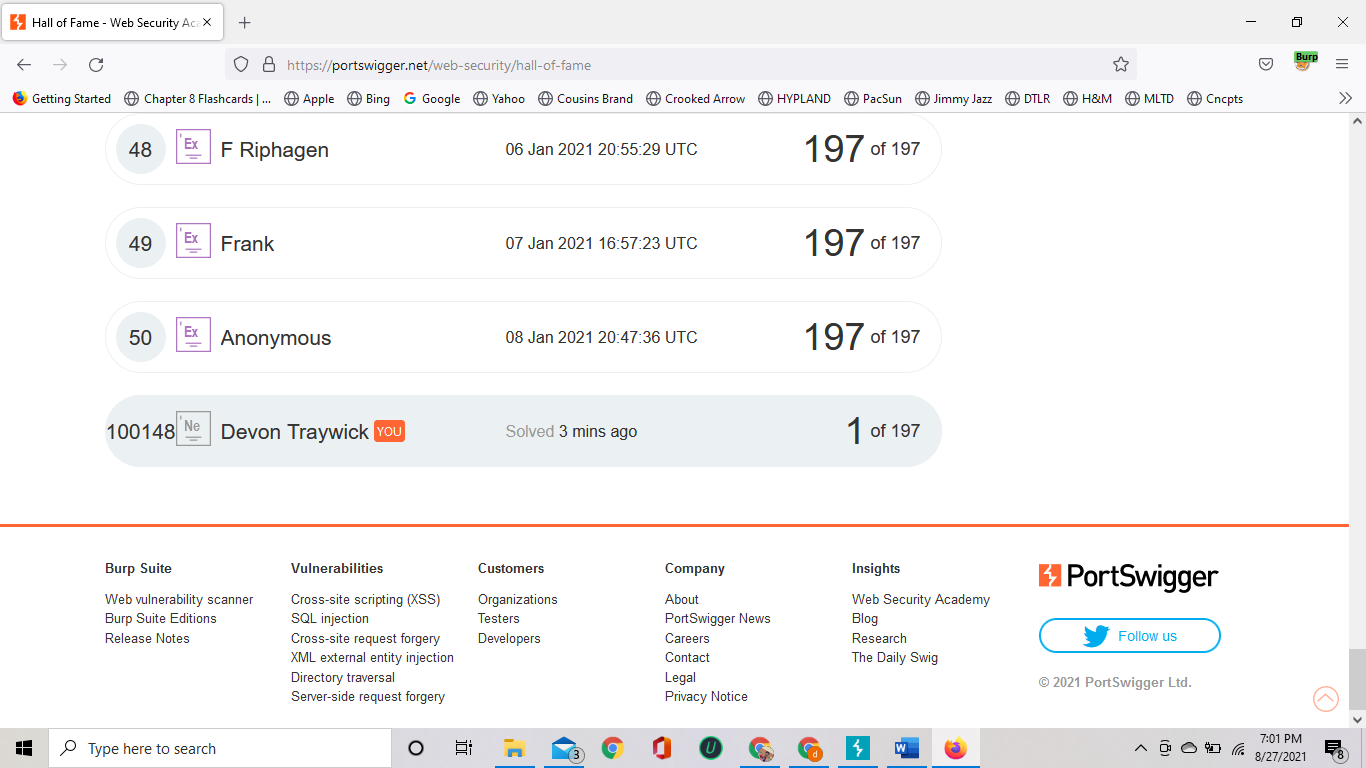 Hall of Fame - Web Security Aca
https://portswigger.net/web-security/hall-of-fame
Burp
Getting Started Chapter 8 Flashcards | ... Apple Bing Google Yahoo Cousins Brand Crooked Arrow HYPLAND PacSun Jimmy Jazz DTLR H&M MLTD Cncpts
48 Ex F Riphagen 06 Jan 2021 20:55:29 UTC 197 of 197
49 Ex Frank 07 Jan 2021 16:57:23 UTC 197 of 197
50 Ex Anonymous 08 Jan 2021 20:47:36 UTC 197 of 197
100148 Ne Devon Traywick YOU Solved 3 mins ago 1 of 197
Burp Suite
Web vulnerability scanner
Burp Suite Editions
Release Notes
Vulnerabilities
Cross-site scripting (XSS)
SQL injection
Cross-site request forgery
XML external entity injection
Directory traversal
Server-side request forgery
Customers
Organizations
Testers
Developers
Company
About
PortSwigger News
Careers
Contact
Legal
Privacy Notice
Insights
Web Security Academy
Blog
Research
The Daily Swig
PortSwigger
Follow us
© 2021 PortSwigger Ltd.
Type here to search
3
U
d
W
7:01 PM
8/27/2021
8